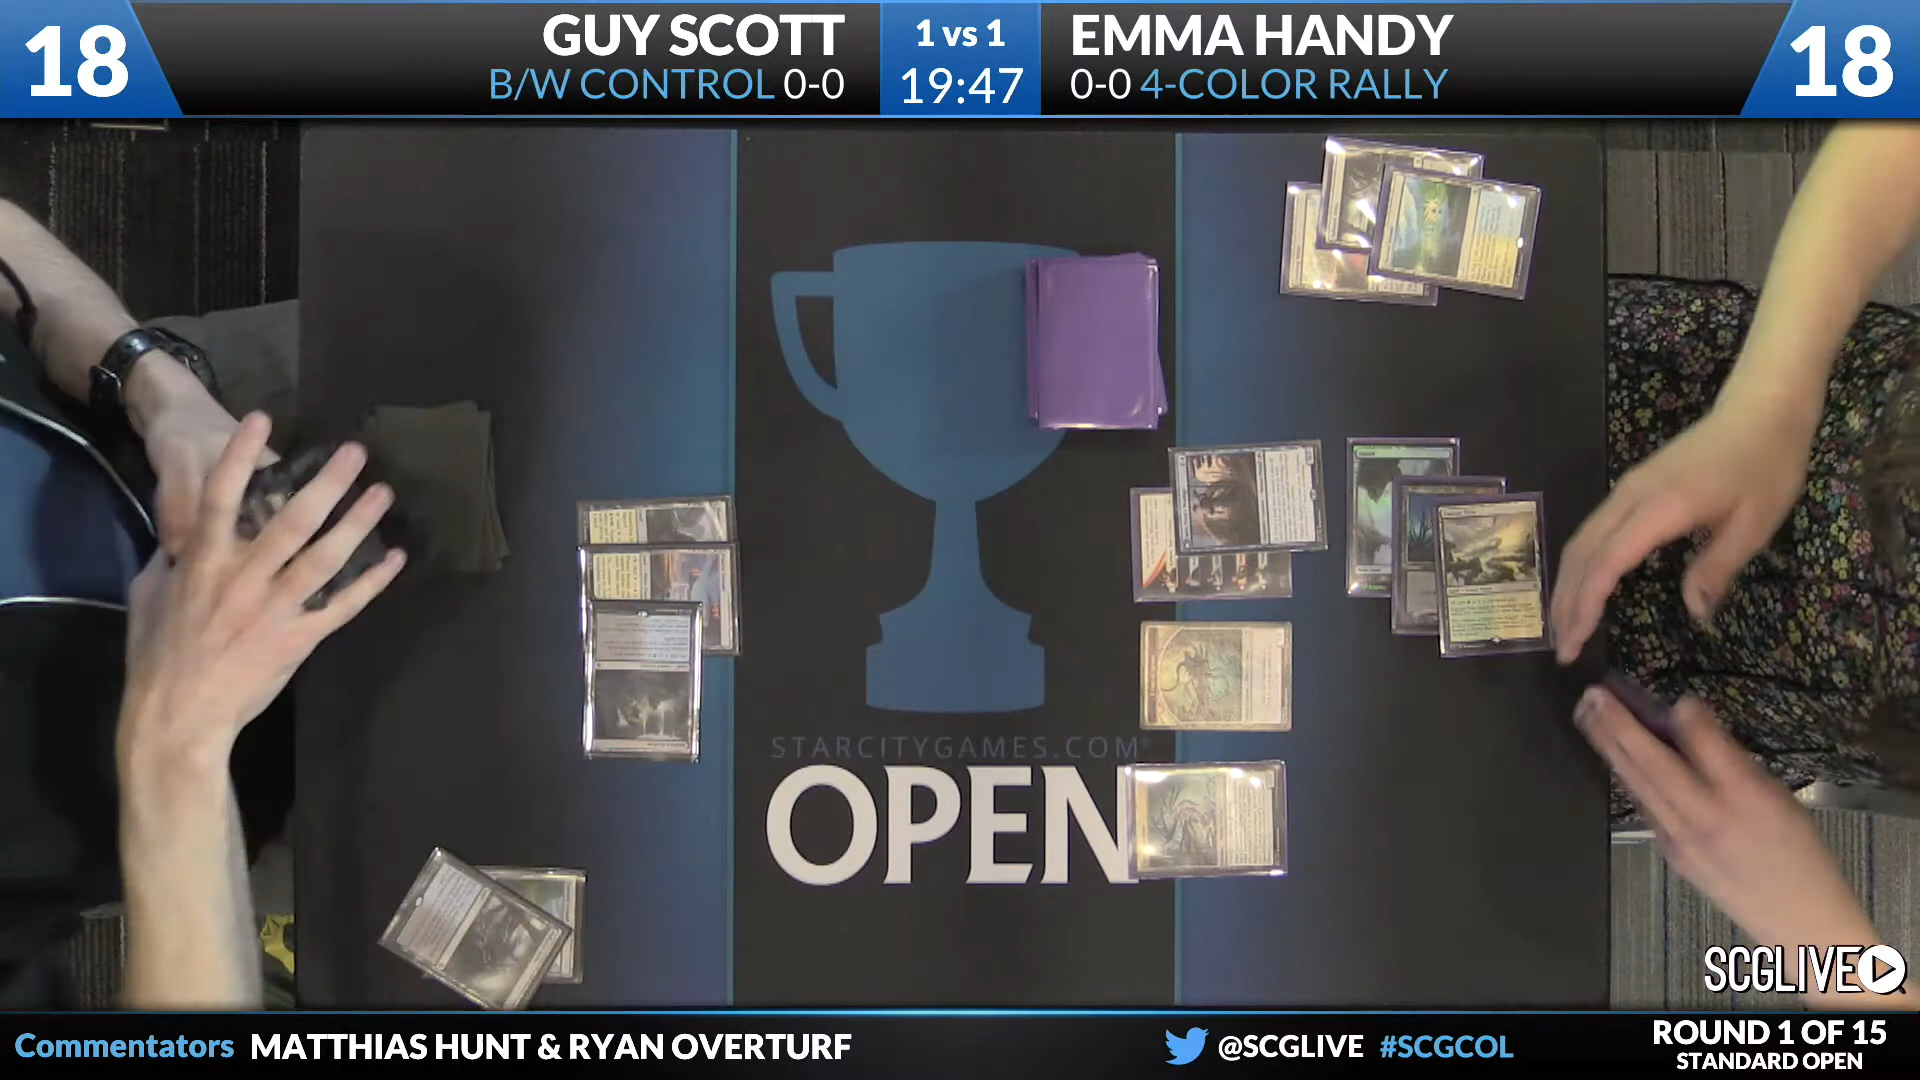 18
GUY SCOTT
B/W CONTROL 0-0
1 vs 1
19:47
EMMA HANDY
0-0 4-COLOR RALLY
18
STARCITYGAMES.COM®
OPEN
SCGLIVE
Commentators MATTHIAS HUNT & RYAN OVERTURF
@SCGLIVE #SCGCOL
ROUND 1 OF 15
STANDARD OPEN